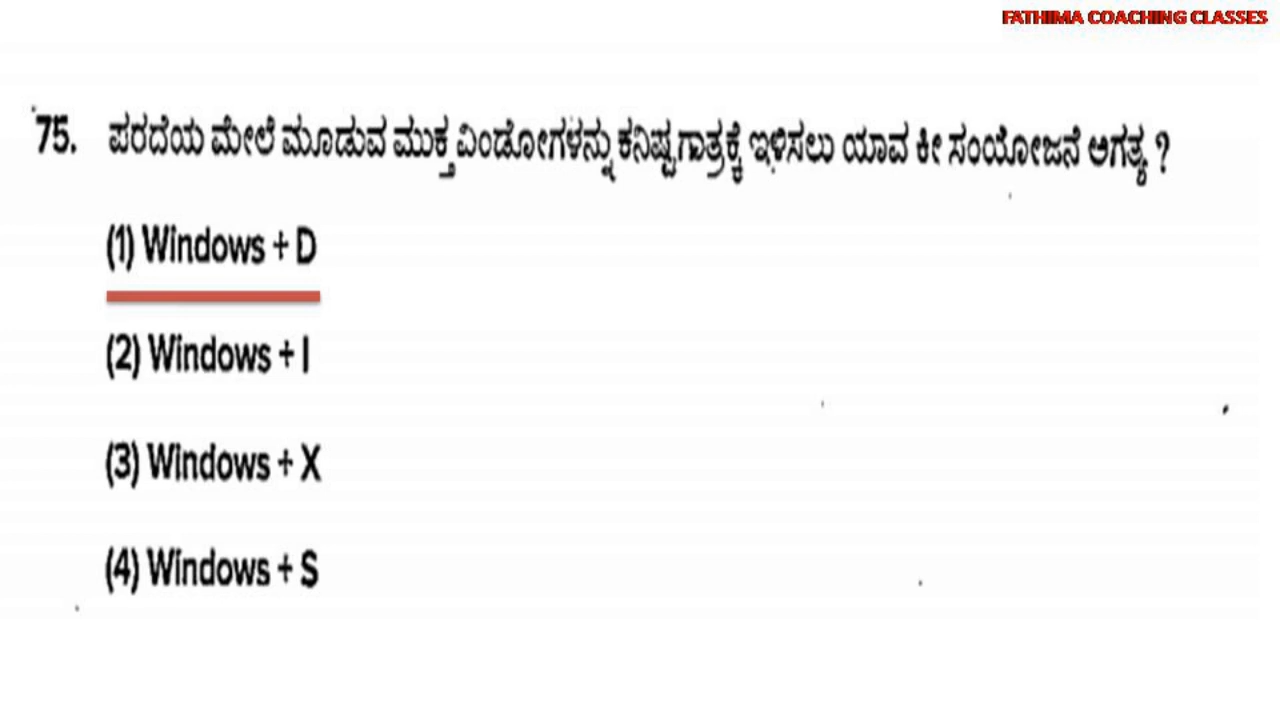 FATHIMA COACHING CLASSES
75. ಪರದೆಯ ಮೇಲೆ ಮೂಡುವ ಮುಕ್ತ ವಿಂಡೋಗಳನ್ನು ಕನಿಷ್ಟಗಾತ್ರಕ್ಕೆ ಇಳಿಸಲು ಯಾವ ಕೀ ಸಂಯೋಜನೆ ಅಗತ್ಯ ?
(1) Windows + D
(2) Windows + I
(3) Windows + X
(4) Windows + S